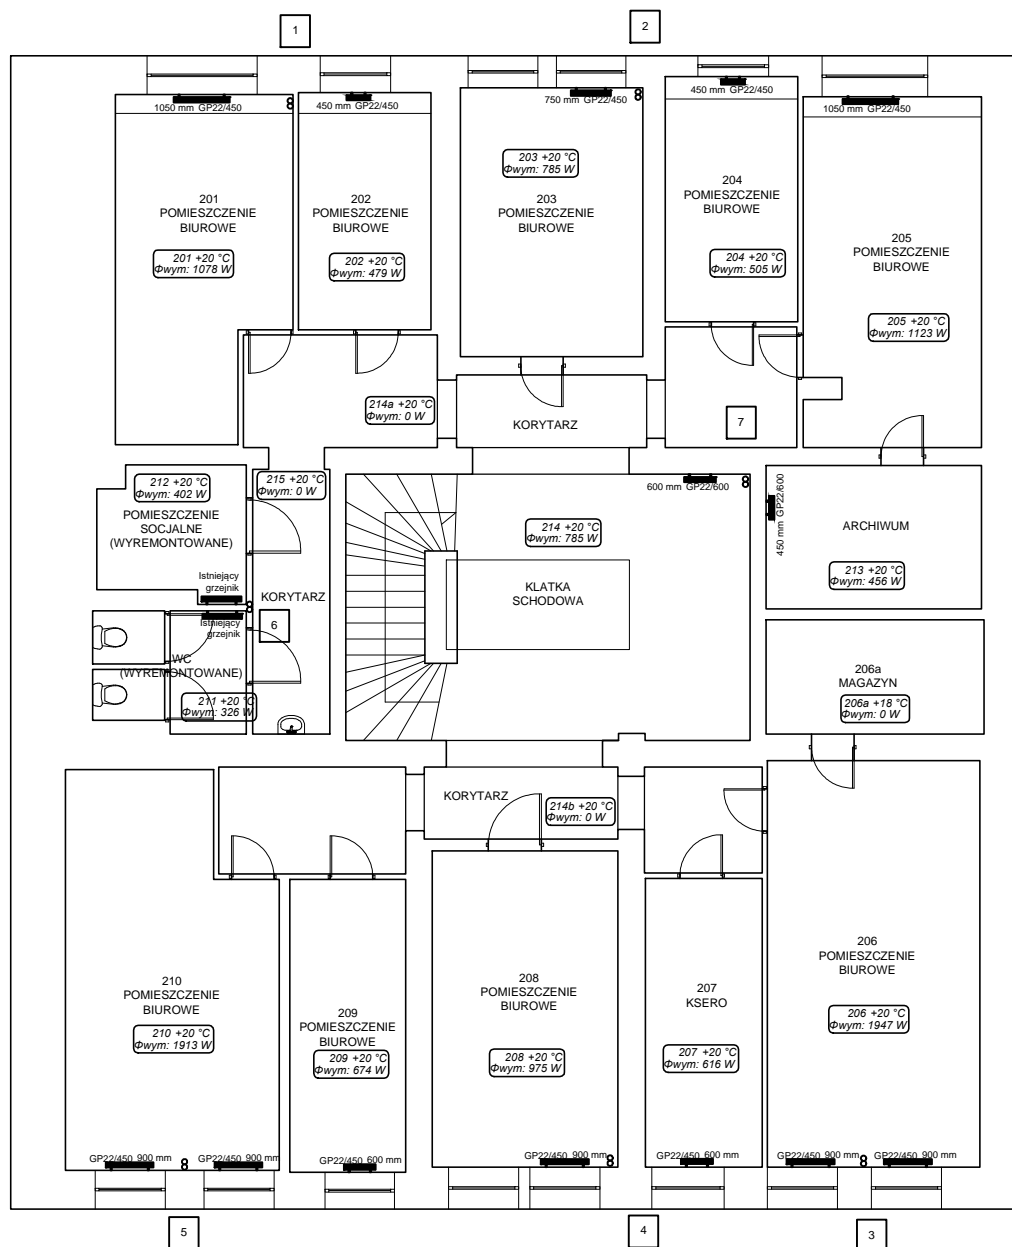 1
2
1050 mm GP22/450
450 mm GP22/450
750 mm GP22/450
450 mm GP22/450
1050 mm GP22/450
203 +20 °C
Φwym: 785 W
201
POMIESZCZENIE
BIUROWE
202
POMIESZCZENIE
BIUROWE
203
POMIESZCZENIE
BIUROWE
204
POMIESZCZENIE
BIUROWE
205
POMIESZCZENIE
BIUROWE
201 +20 °C
Φwym: 1078 W
202 +20 °C
Φwym: 479 W
204 +20 °C
Φwym: 505 W
205 +20 °C
Φwym: 1123 W
214a +20 °C
Φwym: 0 W
KORYTARZ
7
212 +20 °C
Φwym: 402 W
POMIESZCZENIE
SOCJALNE
(WYREMONTOWANE)
215 +20 °C
Φwym: 0 W
600 mm GP22/600
450 mm GP22/600
214 +20 °C
Φwym: 785 W
ARCHIWUM
213 +20 °C
Φwym: 456 W
KLATKA
SCHODOWA
Istniejący
grzejnik
KORYTARZ
6
Istniejący
grzejnik
WC
(WYREMONTOWANE)
211 +20 °C
Φwym: 326 W
206a
MAGAZYN
206a +18 °C
Φwym: 0 W
KORYTARZ
214b +20 °C
Φwym: 0 W
210
POMIESZCZENIE
BIUROWE
210 +20 °C
Φwym: 1913 W
209
POMIESZCZENIE
BIUROWE
209 +20 °C
Φwym: 674 W
208
POMIESZCZENIE
BIUROWE
208 +20 °C
Φwym: 975 W
207
KSERO
207 +20 °C
Φwym: 616 W
206
POMIESZCZENIE
BIUROWE
206 +20 °C
Φwym: 1947 W
GP22/450 900 mm
GP22/450 900 mm
GP22/450 600 mm
GP22/450 900 mm
GP22/450 600 mm
GP22/450 900 mm
GP22/450 900 mm
5
4
3